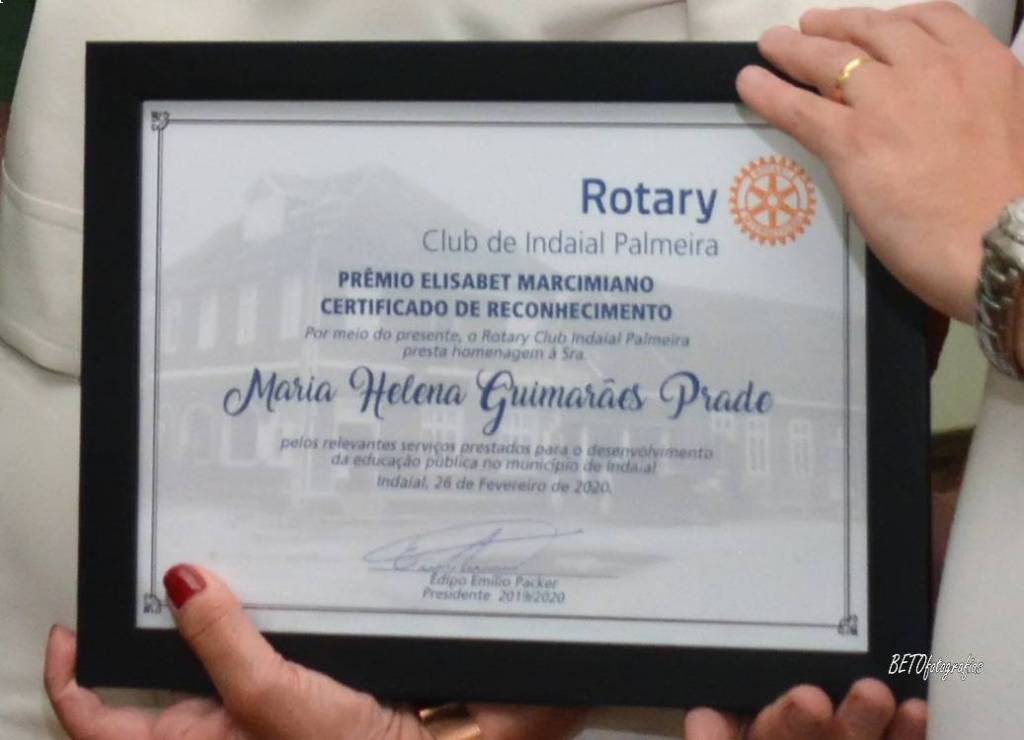 Rotary
Club de Indaial Palmeira
PRÊMIO ELISABET MARCIMIANO
CERTIFICADO DE RECONHECIMENTO
Por meio do presente, o Rotary Club Indaial Palmeira
presta homenagem à Sra.
Maria Helena Guimarães Prado
pelos relevantes serviços prestados para o desenvolvimento
da educação pública no município de Indaial
Indaial, 26 de Fevereiro de 2020.
Édipo Emílio Packer
Presidente 2019/2020
BETOfotografias